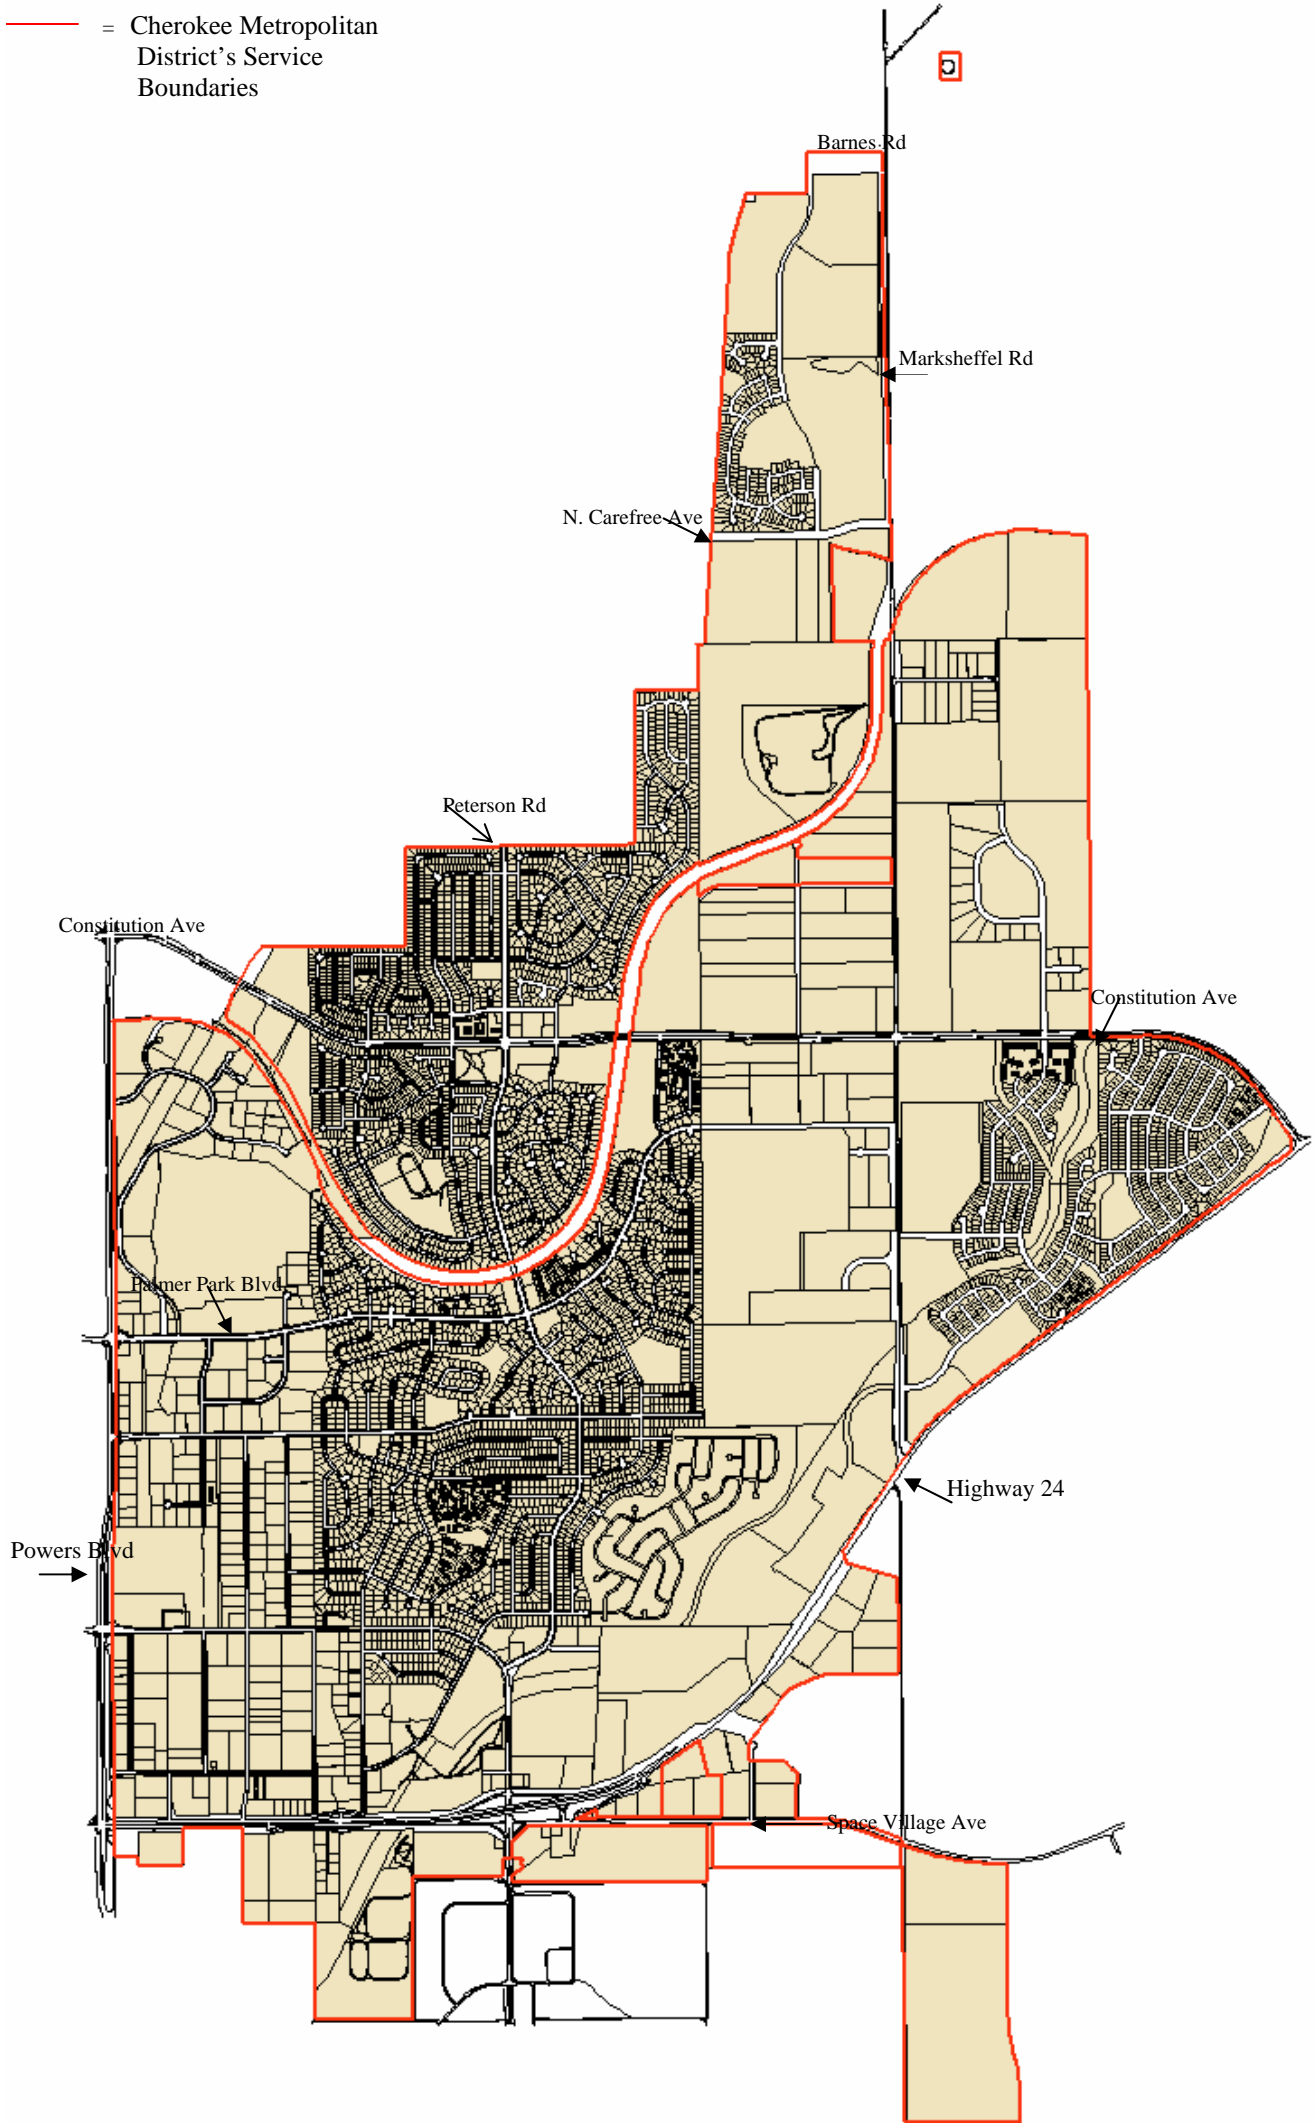 = Cherokee Metropolitan
District’s Service
Boundaries
Barnes Rd
Marksheffel Rd
N. Carefree Ave
Peterson Rd
Constitution Ave
Constitution Ave
Palmer Park Blvd
Highway 24
Powers Blvd
Space Village Ave